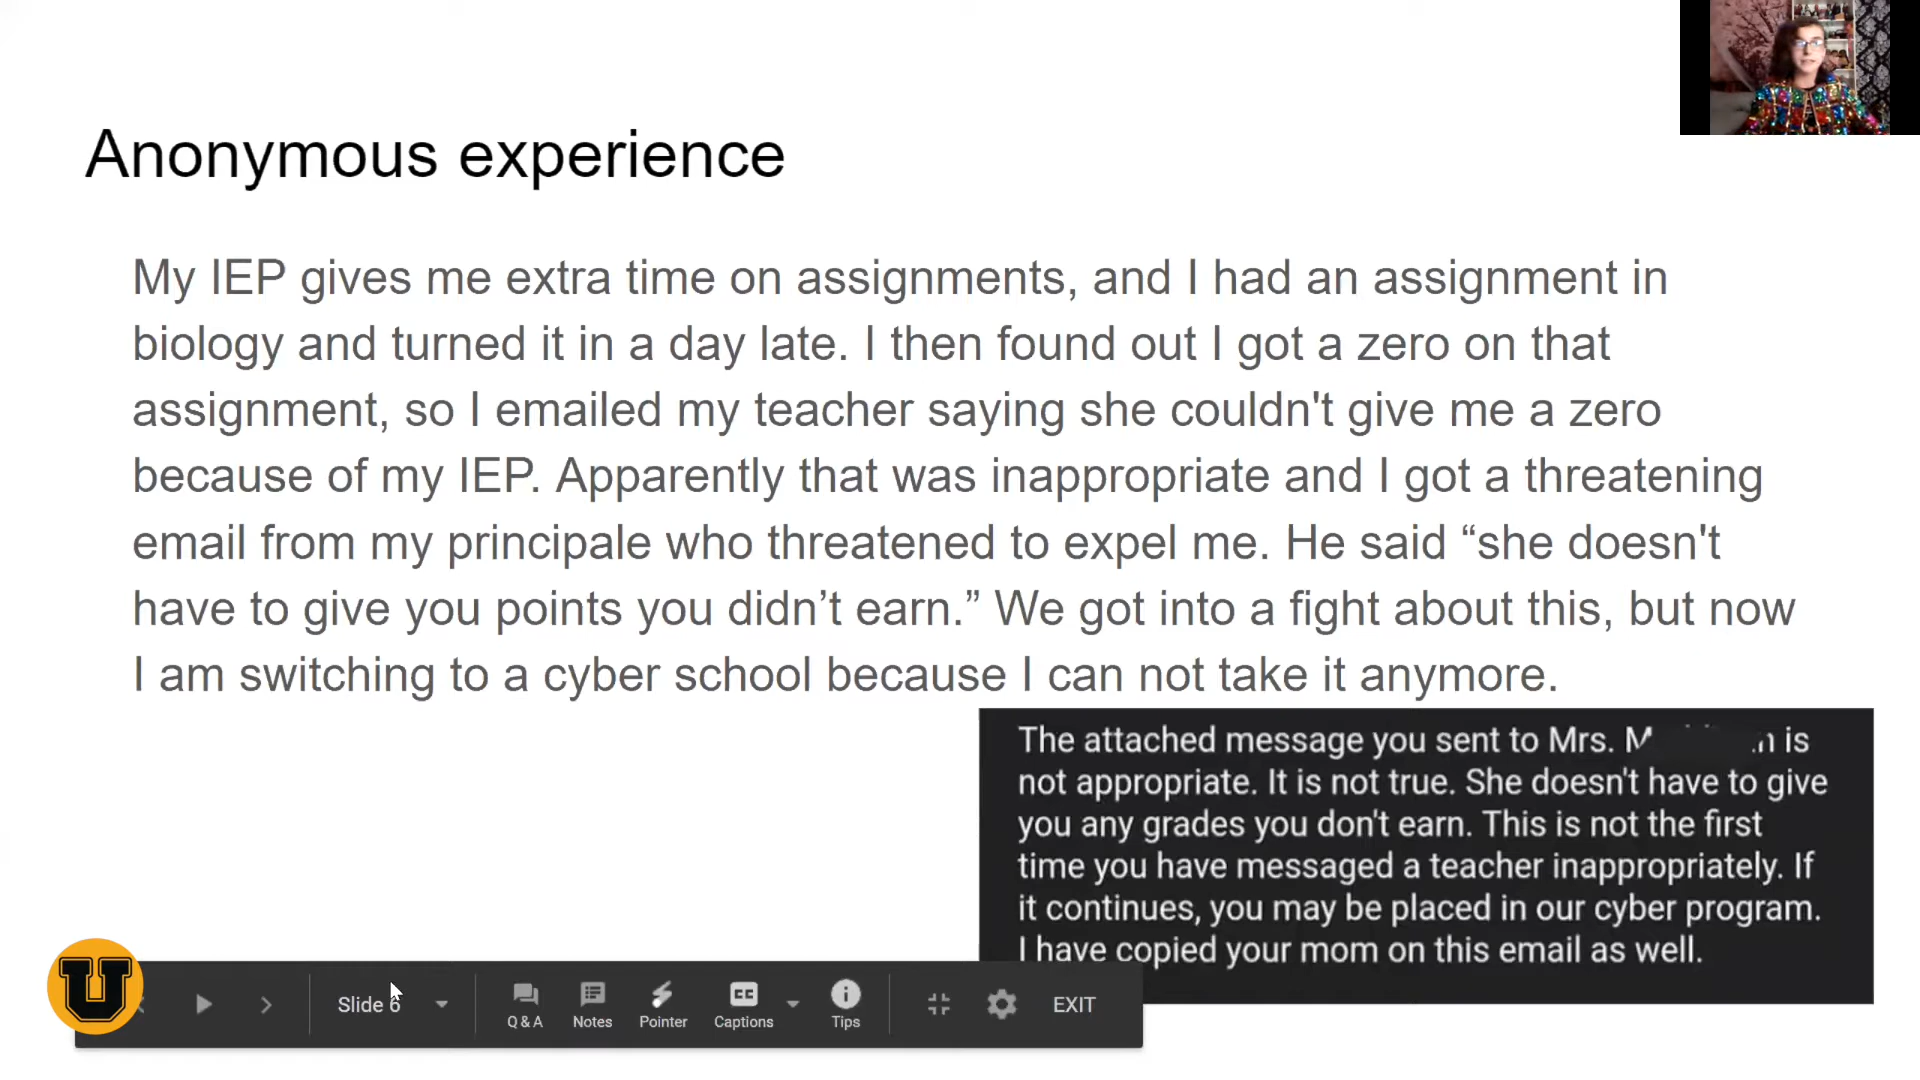 Anonymous experience
My IEP gives me extra time on assignments, and I had an assignment in
biology and turned it in a day late. I then found out I got a zero on that
assignment, so I emailed my teacher saying she couldn't give me a zero
because of my IEP. Apparently that was inappropriate and I got a threatening
email from my principale who threatened to expel me. He said “she doesn't
have to give you points you didn’t earn.” We got into a fight about this, but now
I am switching to a cyber school because I can not take it anymore.
The attached message you sent to Mrs. is
not appropriate. It is not true. She doesn't have to give
you any grades you don't earn. This is not the first
time you have messaged a teacher inappropriately. If
it continues, you may be placed in our cyber program.
I have copied your mom on this email as well.
U
Slide 6
Q & A
Notes
Pointer
CC
Captions
Tips
EXIT